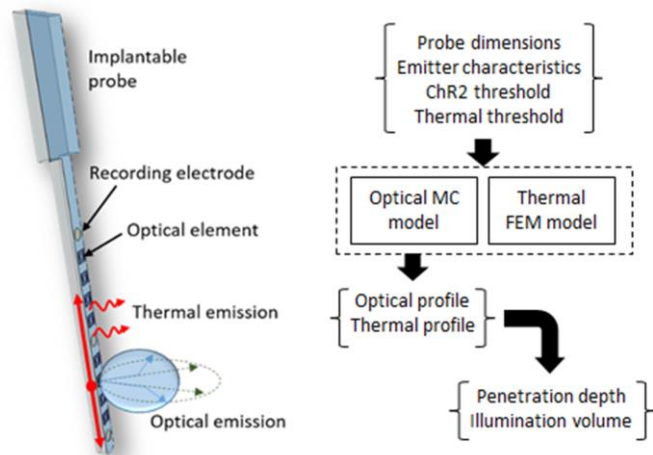 Implantable
probe
Recording electrode
Optical element
Thermal emission
Optical emission
Probe dimensions
Emitter characteristics
ChR2 threshold
Thermal threshold
Optical MC
model
Thermal
FEM model
Optical profile
Thermal profile
Penetration depth
Illumination volume